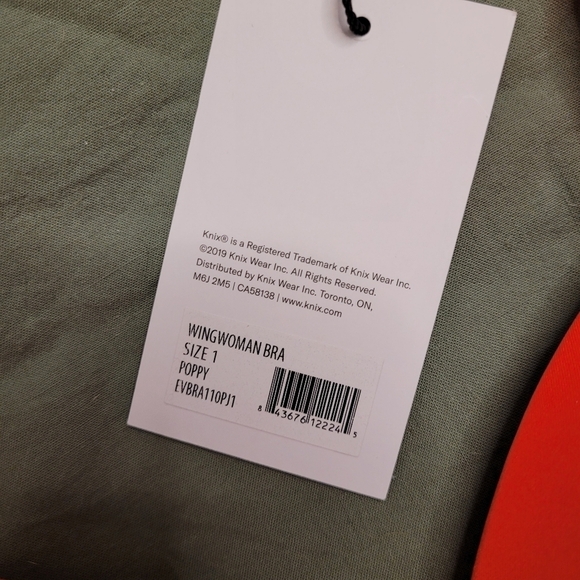 Knix® is a Registered Trademark of Knix Wear Inc.
©2019 Knix Wear Inc. All Rights Reserved.
Distributed by Knix Wear Inc. Toronto, ON,
M6J 2M5 | CA58138 | www.knix.com
WINGWOMAN BRA
SIZE 1
POPPY
EVBRA110PJ1
8 43676 12224 5